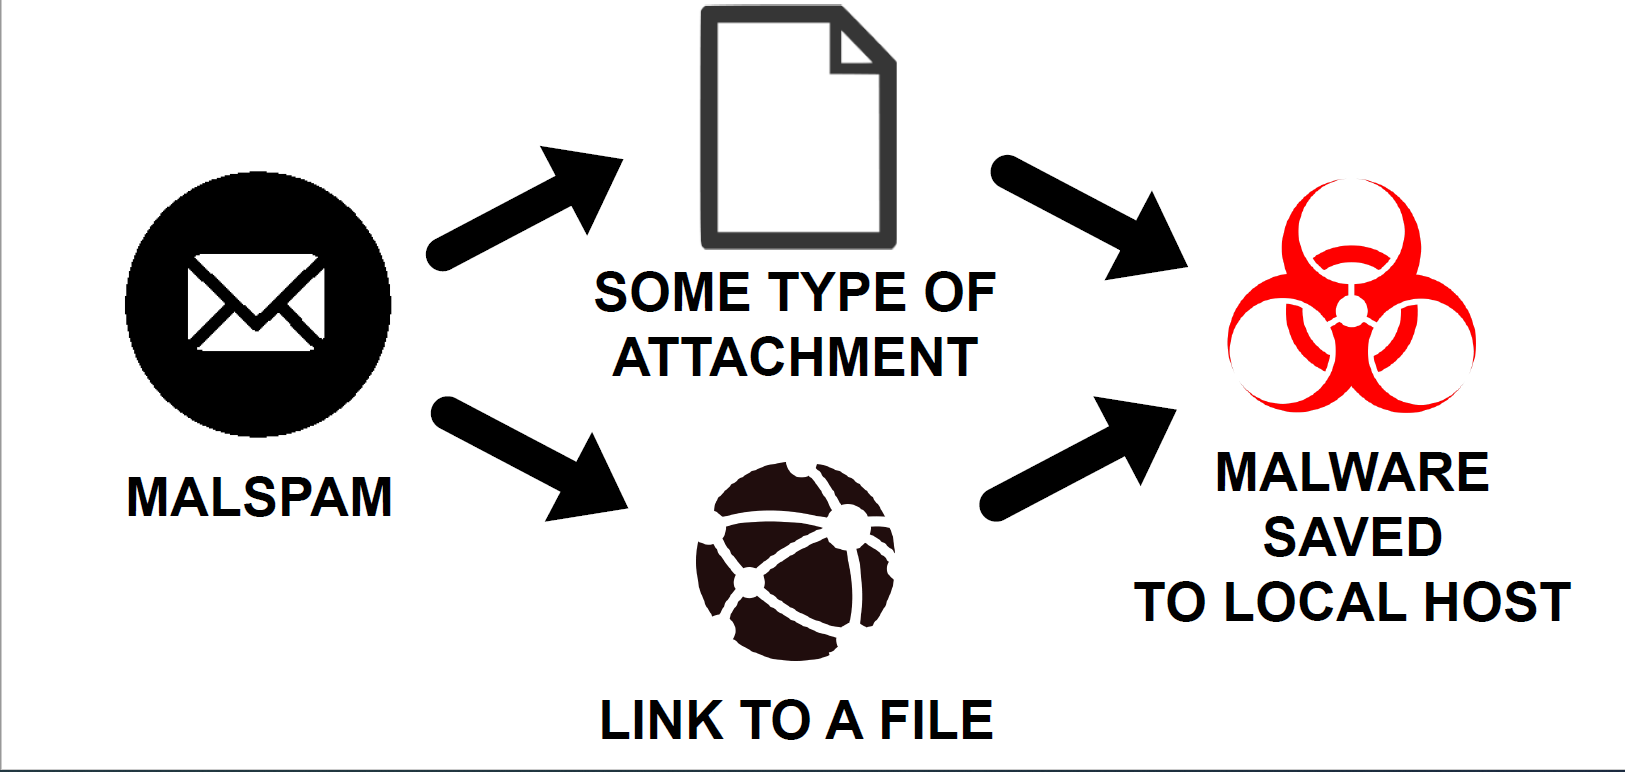 MALSPAM
SOME TYPE OF
ATTACHMENT
LINK TO A FILE
MALWARE
SAVED
TO LOCAL HOST